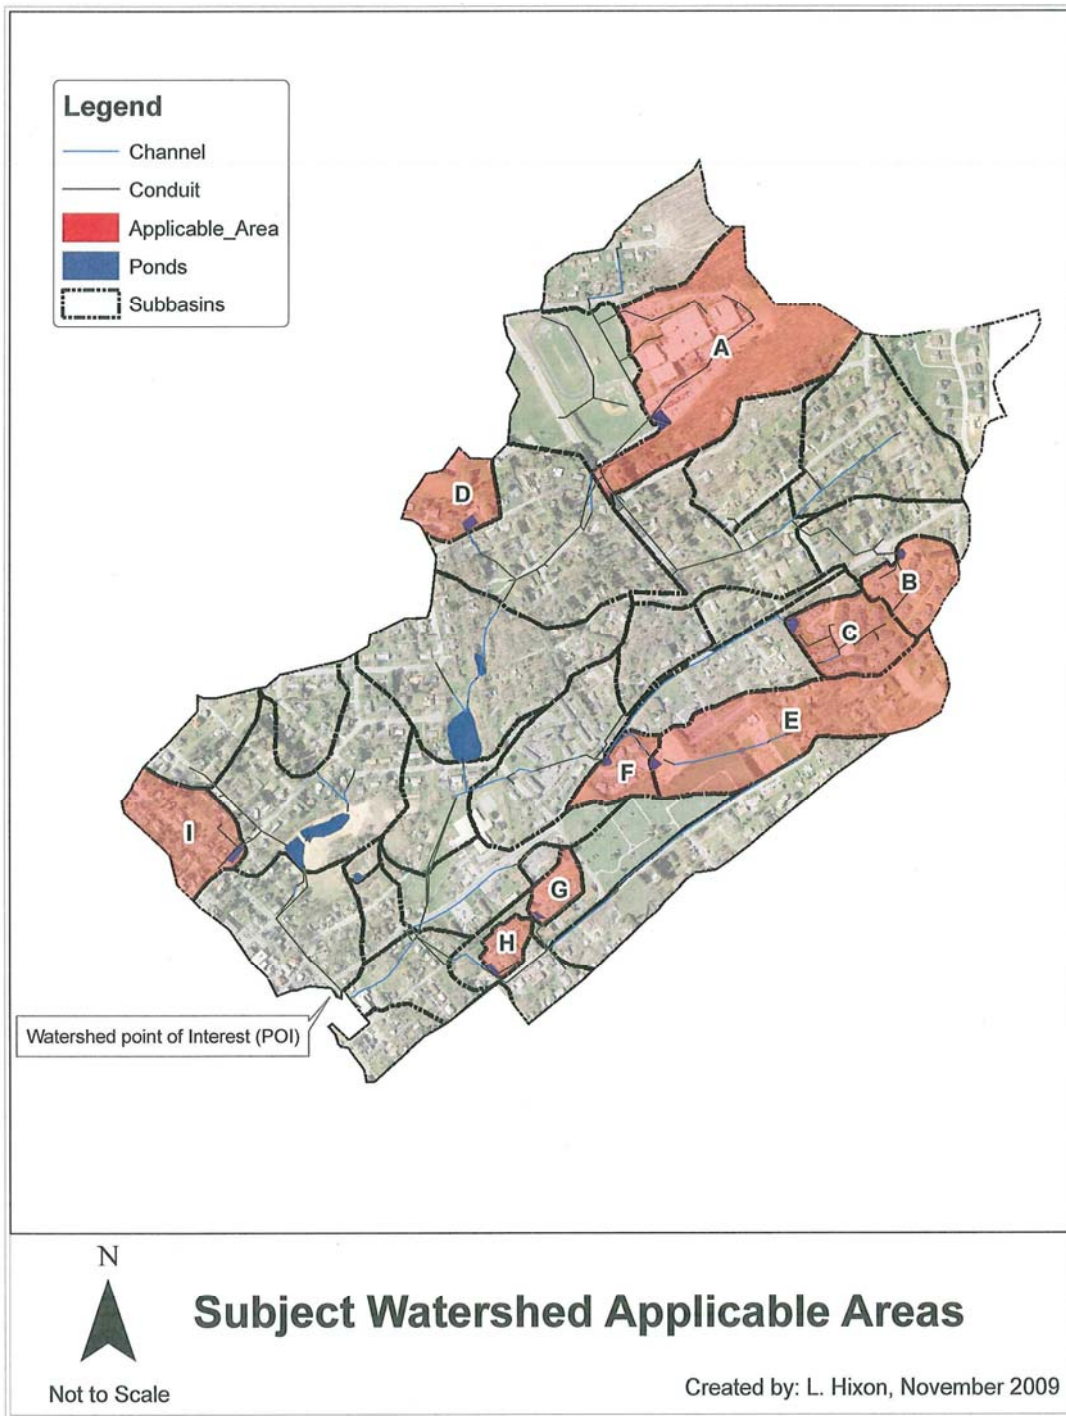 Legend
Channel
Conduit
Applicable_Area
Ponds
Subbasins
A
D
B
C
E
F
I
G
H
Watershed point of Interest (POI)
N
Subject Watershed Applicable Areas
Not to Scale
Created by: L. Hixon, November 2009